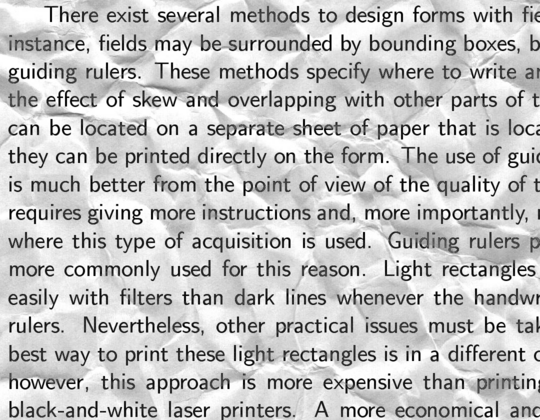 There exist several methods to design forms with fie
instance, fields may be surrounded by bounding boxes, b
guiding rulers. These methods specify where to write a
the effect of skew and overlapping with other parts of t
can be located on a separate sheet of paper that is loca
they can be printed directly on the form. The use of guid
is much better from the point of view of the quality of t
requires giving more instructions and, more importantly, r
where this type of acquisition is used. Guiding rulers p
more commonly used for this reason. Light rectangles
easily with filters than dark lines whenever the handwr
rulers. Nevertheless, other practical issues must be tak
best way to print these light rectangles is in a different c
however, this approach is more expensive than printing
black-and-white laser printers. A more economical and